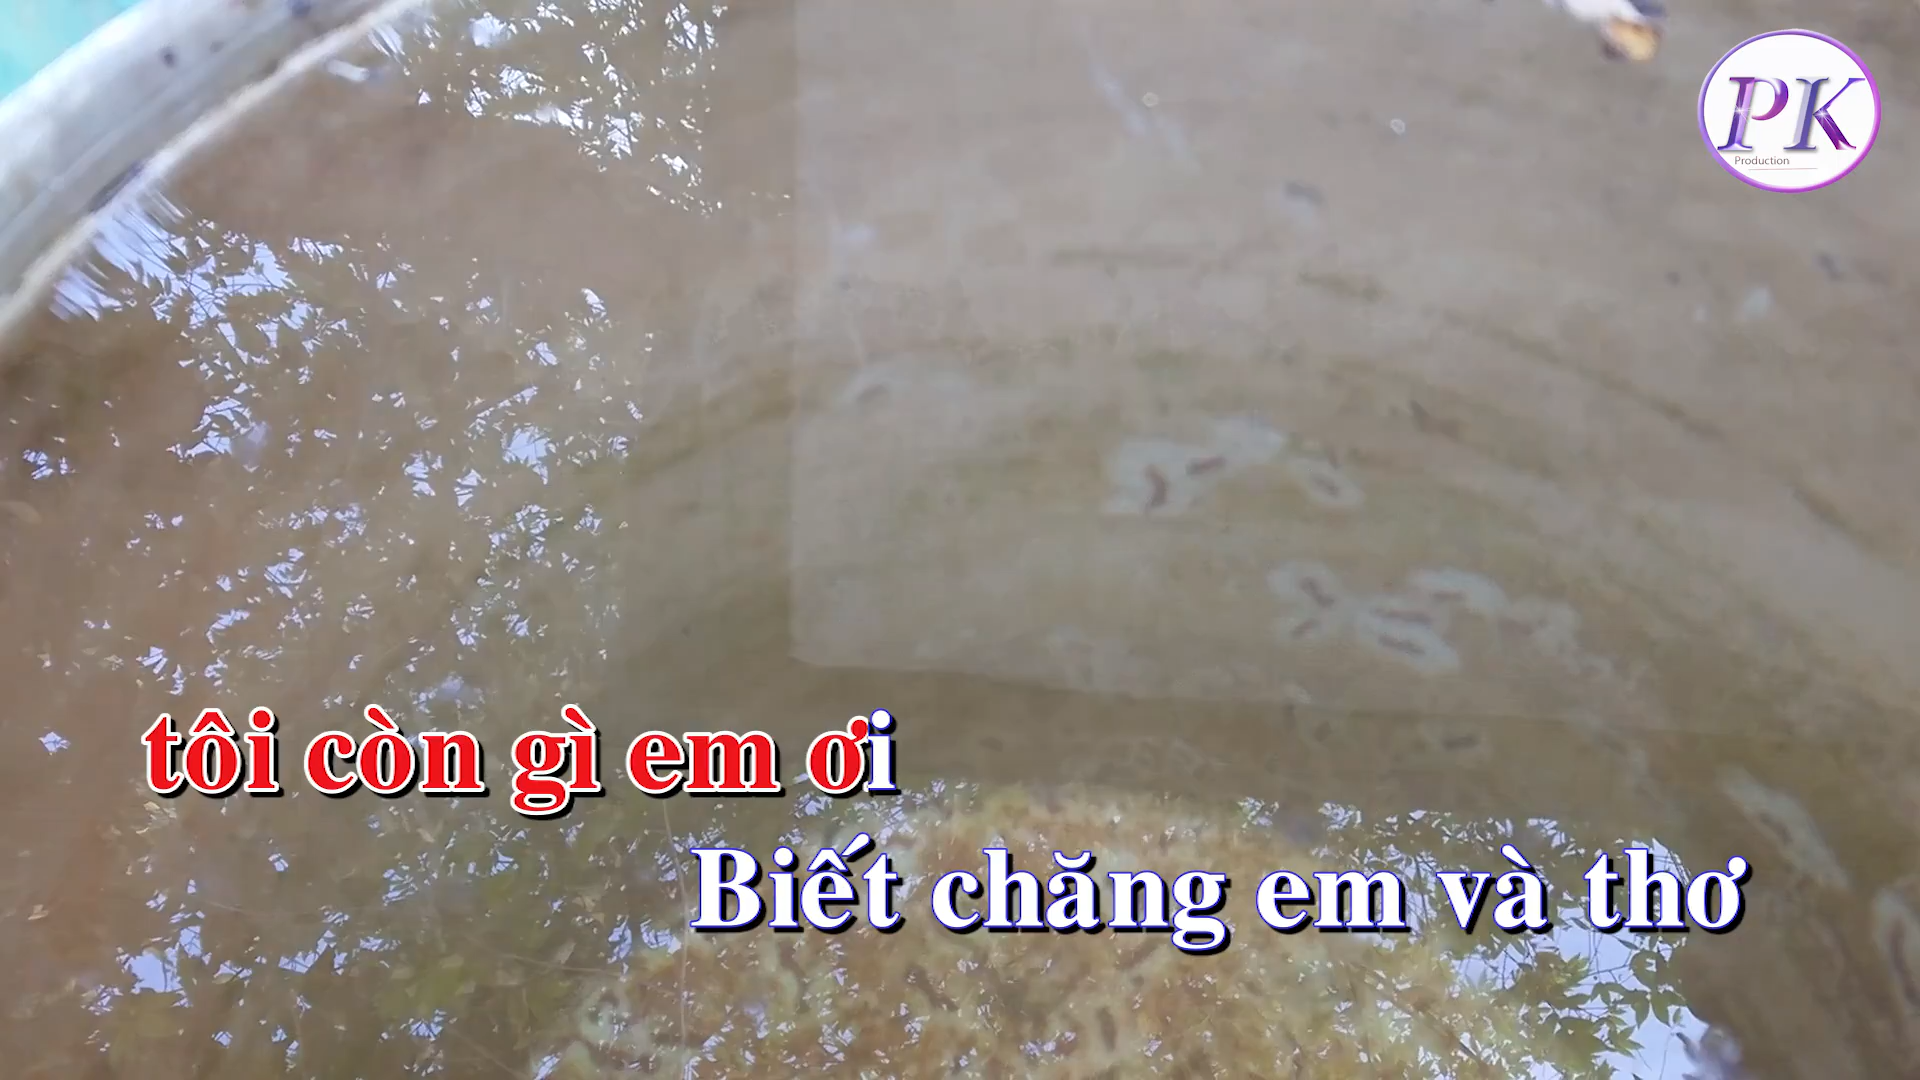 PK
Production
tôi còn gì em ơi
Biết chăng em và thơ